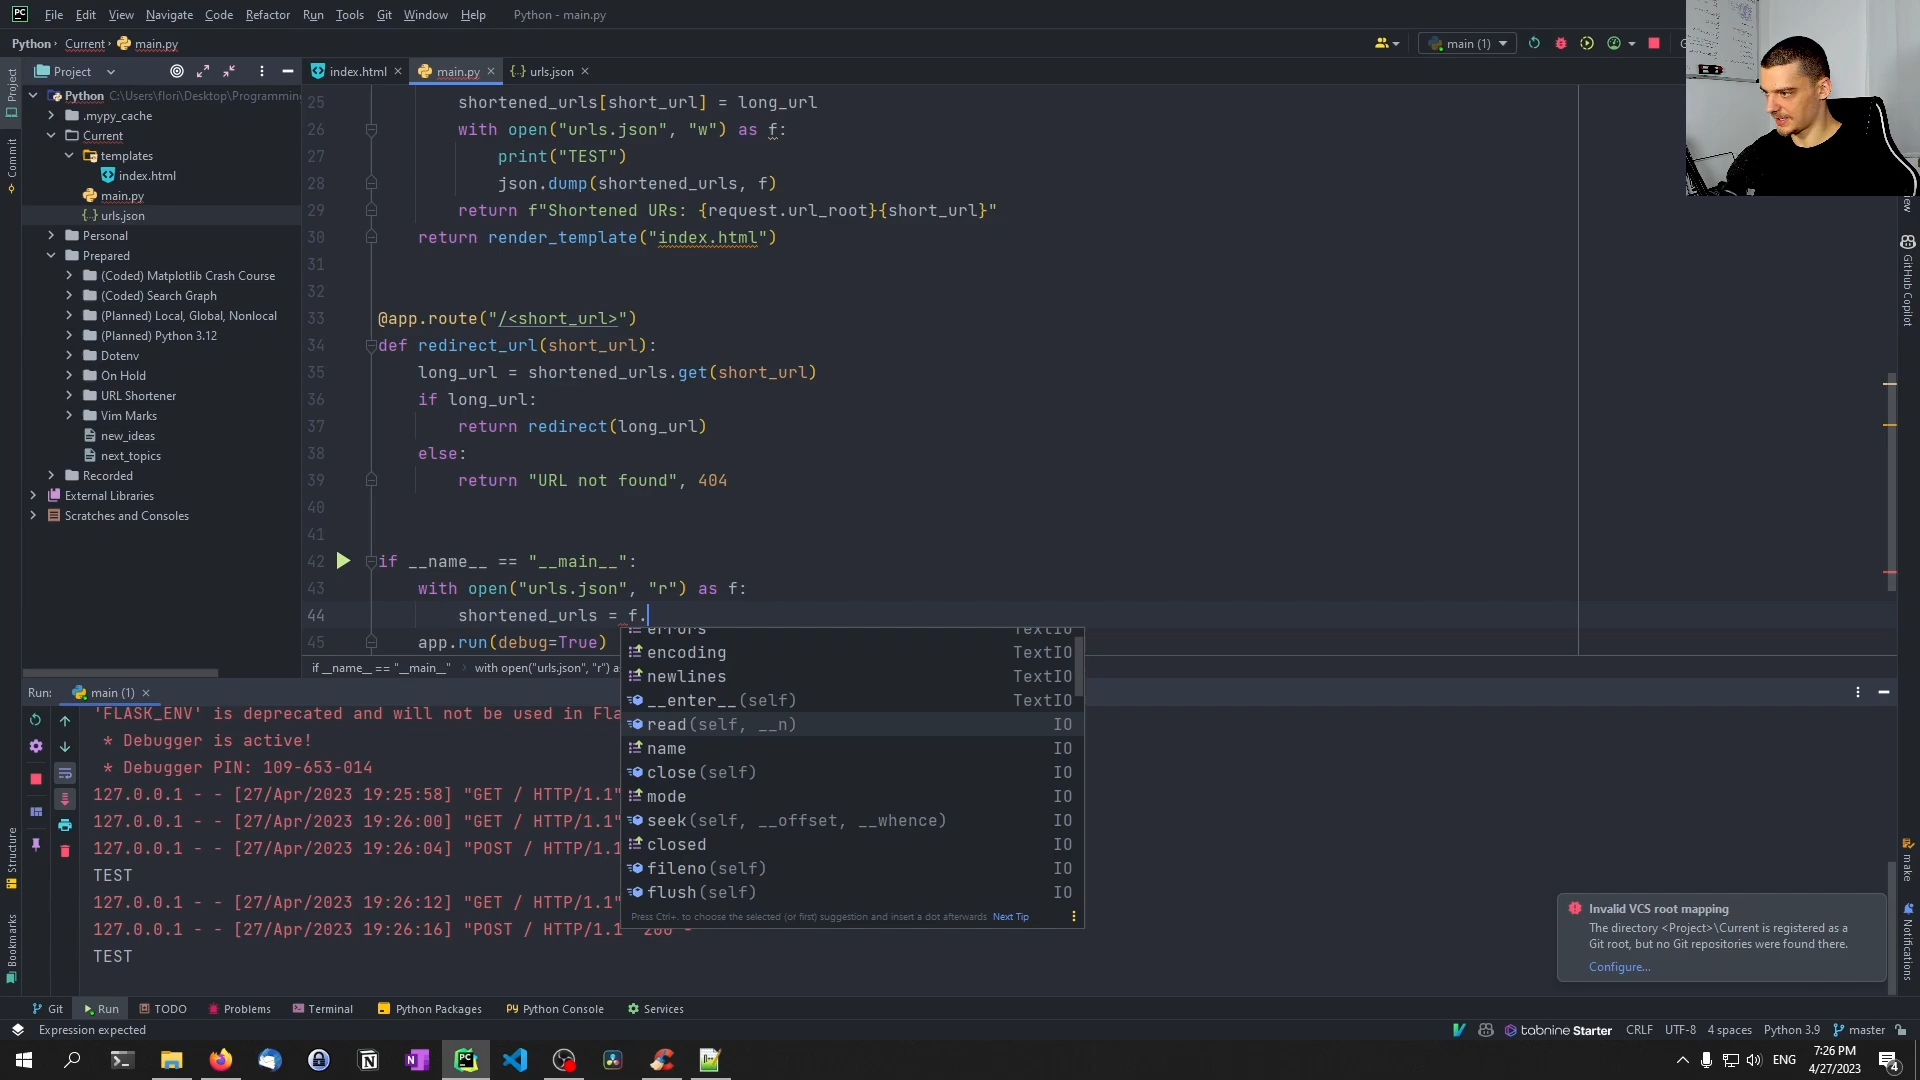 File Edit View Navigate Code Refactor Run Tools Git Window Help Python - main.py
Python Current main.py main (1)
Project index.html main.py urls.json
Project
Commit
Python C:\Users\flori\Desktop\Programming
.mypy_cache
Current
templates
index.html
main.py
urls.json
Personal
Prepared
(Coded) Matplotlib Crash Course
(Coded) Search Graph
(Planned) Local, Global, Nonlocal
(Planned) Python 3.12
Dotenv
On Hold
URL Shortener
Vim Marks
new_ideas
next_topics
Recorded
External Libraries
Scratches and Consoles
25 shortened_urls[short_url] = long_url
26 with open("urls.json", "w") as f:
27 print("TEST")
28 json.dump(shortened_urls, f)
29 return f"Shortened URs: {request.url_root}{short_url}"
30 return render_template("index.html")
31
32
33 @app.route("/<short_url>")
34 def redirect_url(short_url):
35 long_url = shortened_urls.get(short_url)
36 if long_url:
37 return redirect(long_url)
38 else:
39 return "URL not found", 404
40
41
42 if __name__ == "__main__":
43 with open("urls.json", "r") as f:
44 shortened_urls = f.
45 app.run(debug=True)
if __name__ == "__main__" with open("urls.json", "r") as
errors TextIO
encoding TextIO
newlines TextIO
__enter__(self) TextIO
read(self, __n) IO
name IO
close(self) IO
mode IO
seek(self, __offset, __whence) IO
closed IO
fileno(self) IO
flush(self) IO
Press Ctrl+. to choose the selected (or first) suggestion and insert a dot afterwards Next Tip
Run: main (1)
'FLASK_ENV' is deprecated and will not be used in Fla
* Debugger is active!
* Debugger PIN: 109-653-014
127.0.0.1 - - [27/Apr/2023 19:25:58] "GET / HTTP/1.1"
127.0.0.1 - - [27/Apr/2023 19:26:00] "GET / HTTP/1.1"
127.0.0.1 - - [27/Apr/2023 19:26:04] "POST / HTTP/1.1
TEST
127.0.0.1 - - [27/Apr/2023 19:26:12] "GET / HTTP/1.1"
127.0.0.1 - - [27/Apr/2023 19:26:16] "POST / HTTP/1.1" 200 -
TEST
Structure
Bookmarks
GitHub Copilot
make
Notifications
Invalid VCS root mapping
The directory <Project>\Current is registered as a
Git root, but no Git repositories were found there.
Configure...
Git Run TODO Problems Terminal Python Packages Python Console Services
Expression expected tabnine Starter CRLF UTF-8 4 spaces Python 3.9 master
ENG 7:26 PM
4/27/2023 4